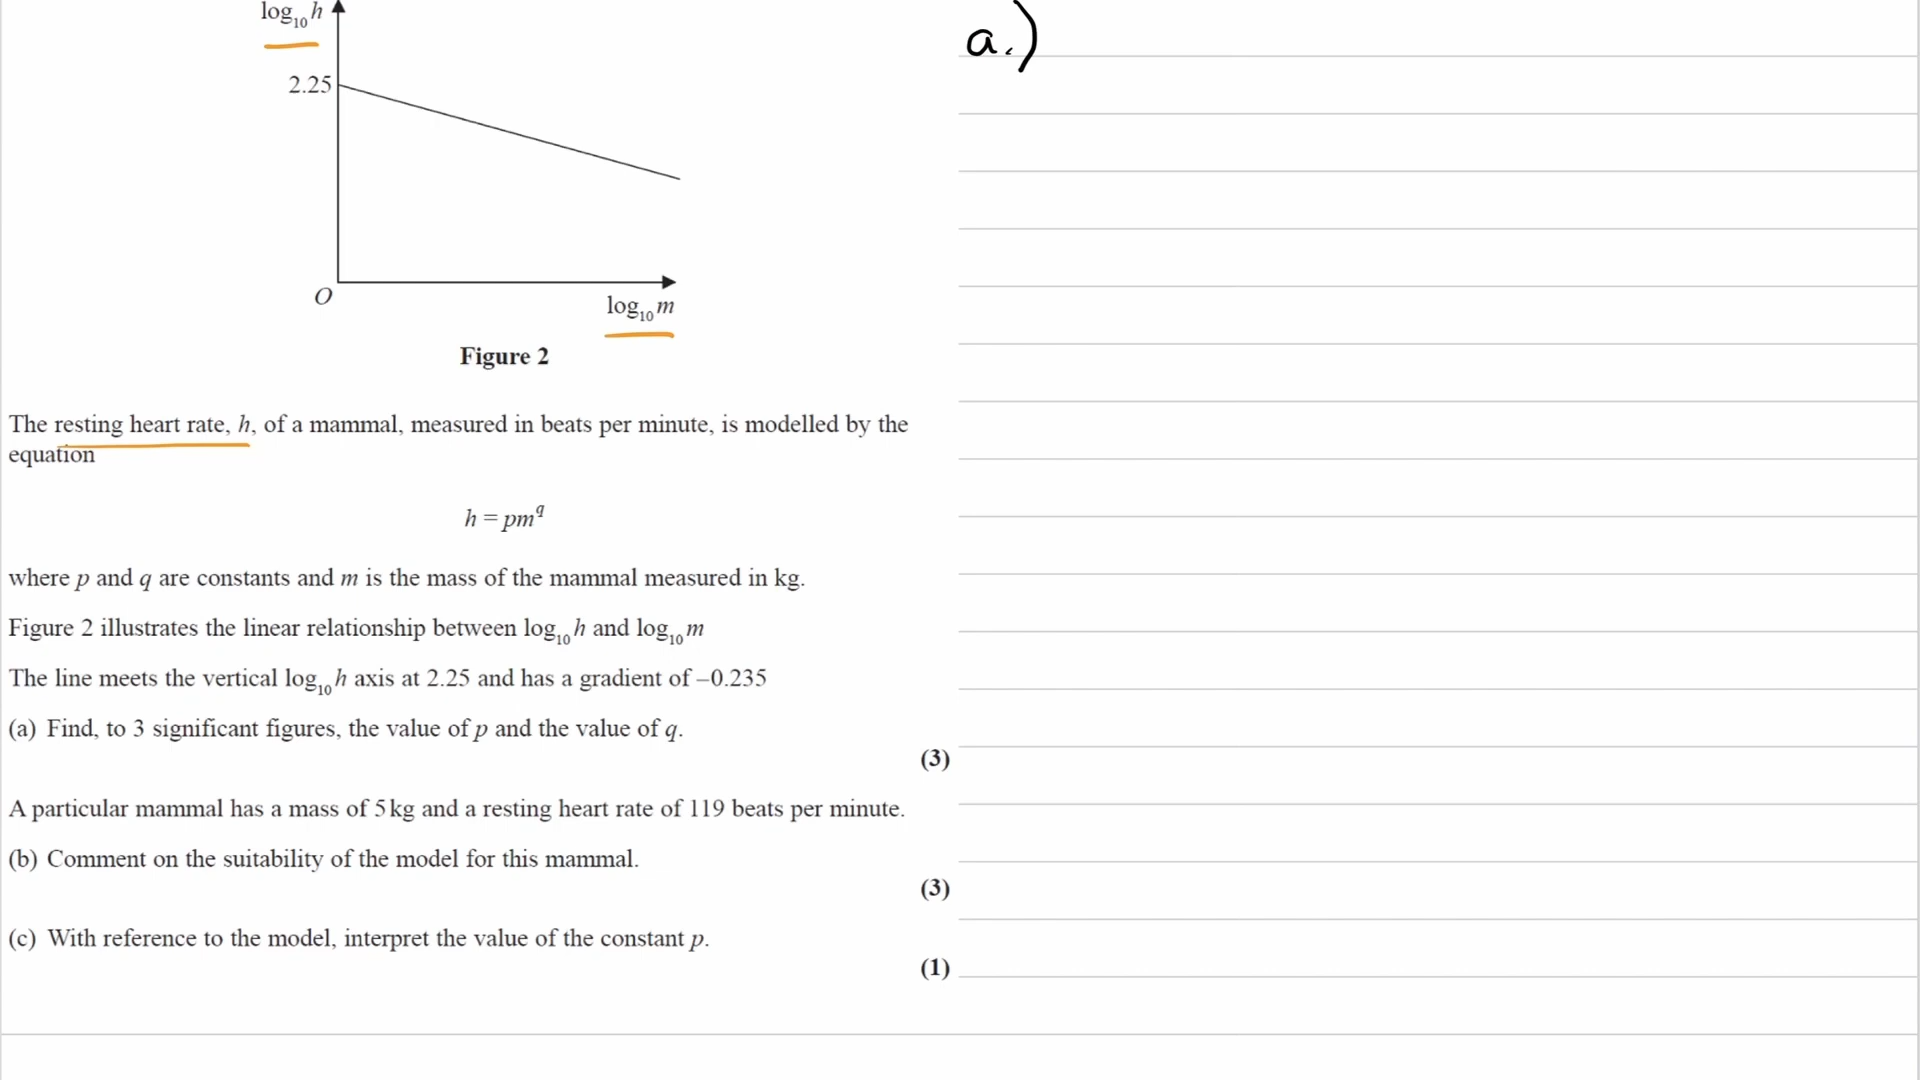 log₁₀ h
a.)
2.25
O
log₁₀ m
Figure 2
The resting heart rate, h, of a mammal, measured in beats per minute, is modelled by the
equation
h = pm^q
where p and q are constants and m is the mass of the mammal measured in kg.
Figure 2 illustrates the linear relationship between log₁₀ h and log₁₀ m
The line meets the vertical log₁₀ h axis at 2.25 and has a gradient of –0.235
(a) Find, to 3 significant figures, the value of p and the value of q.
(3)
A particular mammal has a mass of 5 kg and a resting heart rate of 119 beats per minute.
(b) Comment on the suitability of the model for this mammal.
(3)
(c) With reference to the model, interpret the value of the constant p.
(1)